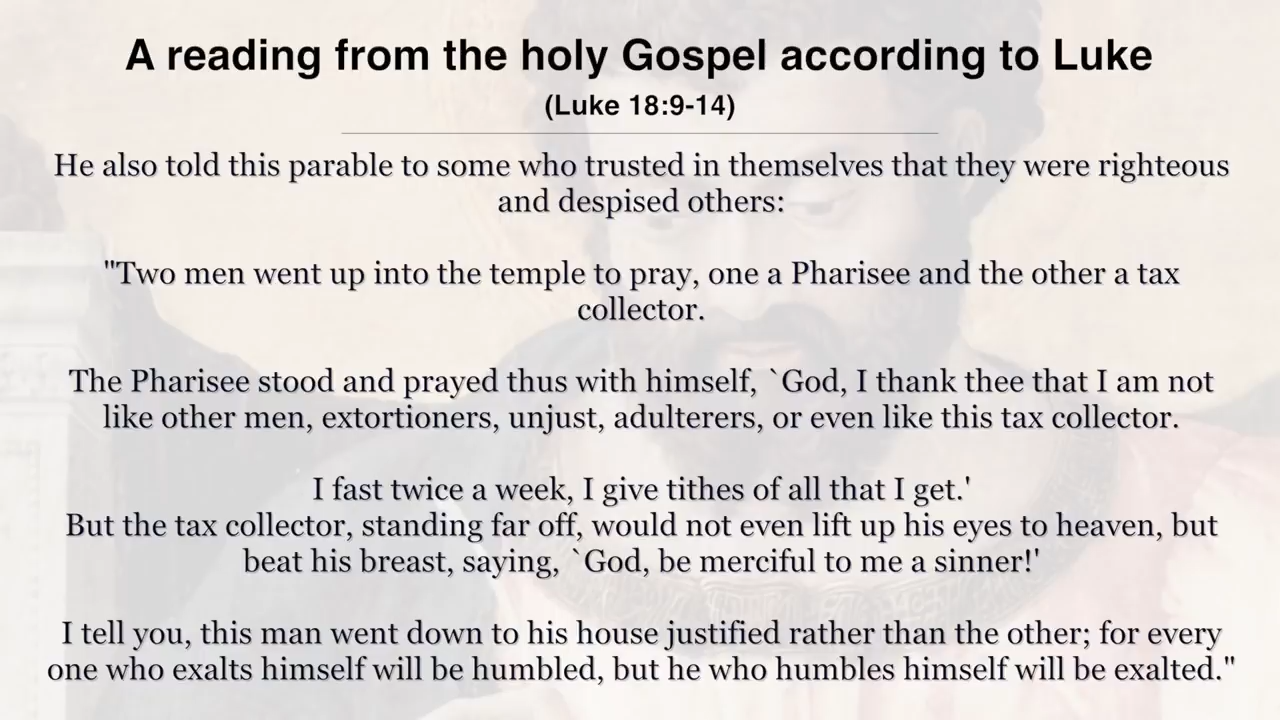 A reading from the holy Gospel according to Luke
(Luke 18:9-14)
He also told this parable to some who trusted in themselves that they were righteous
and despised others:
"Two men went up into the temple to pray, one a Pharisee and the other a tax
collector.
The Pharisee stood and prayed thus with himself, `God, I thank thee that I am not
like other men, extortioners, unjust, adulterers, or even like this tax collector.
I fast twice a week, I give tithes of all that I get.'
But the tax collector, standing far off, would not even lift up his eyes to heaven, but
beat his breast, saying, `God, be merciful to me a sinner!'
I tell you, this man went down to his house justified rather than the other; for every
one who exalts himself will be humbled, but he who humbles himself will be exalted."